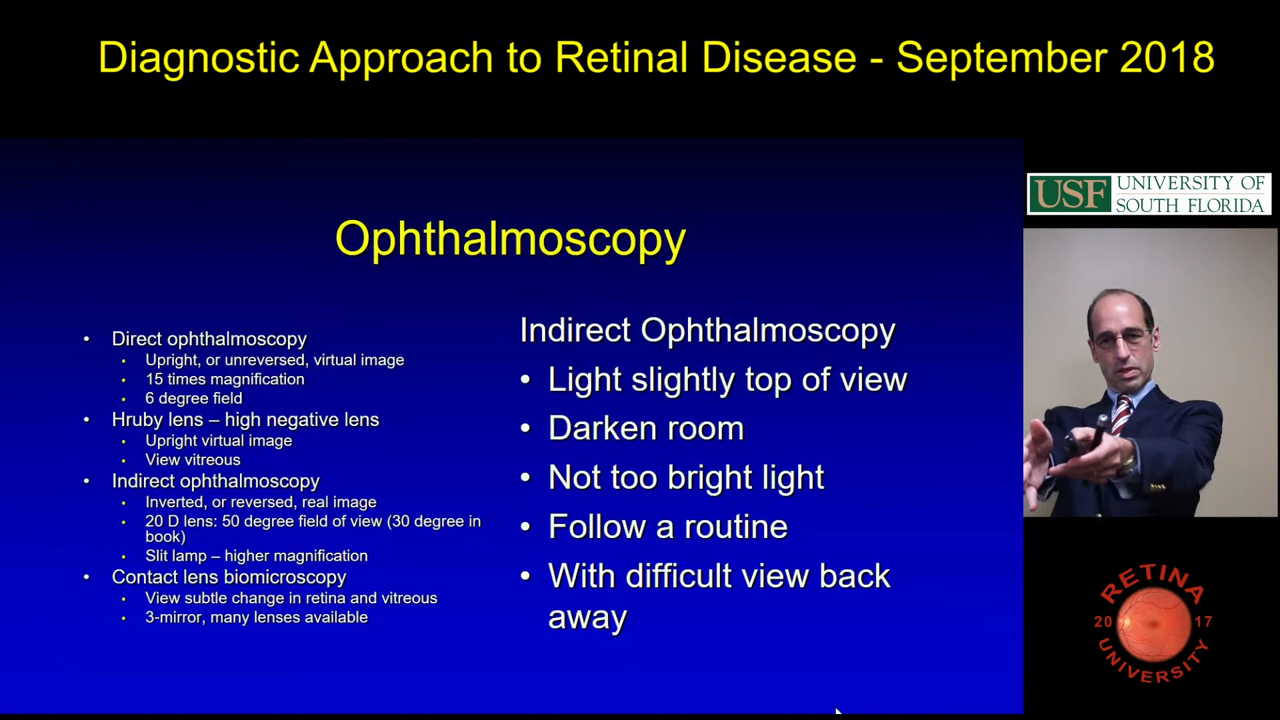 Diagnostic Approach to Retinal Disease - September 2018
USF UNIVERSITY OF
SOUTH FLORIDA
Ophthalmoscopy
• Direct ophthalmoscopy
• Upright, or unreversed, virtual image
• 15 times magnification
• 6 degree field
• Hruby lens – high negative lens
• Upright virtual image
• View vitreous
• Indirect ophthalmoscopy
• Inverted, or reversed, real image
• 20 D lens: 50 degree field of view (30 degree in
book)
• Slit lamp – higher magnification
• Contact lens biomicroscopy
• View subtle change in retina and vitreous
• 3-mirror, many lenses available
Indirect Ophthalmoscopy
• Light slightly top of view
• Darken room
• Not too bright light
• Follow a routine
• With difficult view back
away
RETINA
20 17
UNIVERSITY